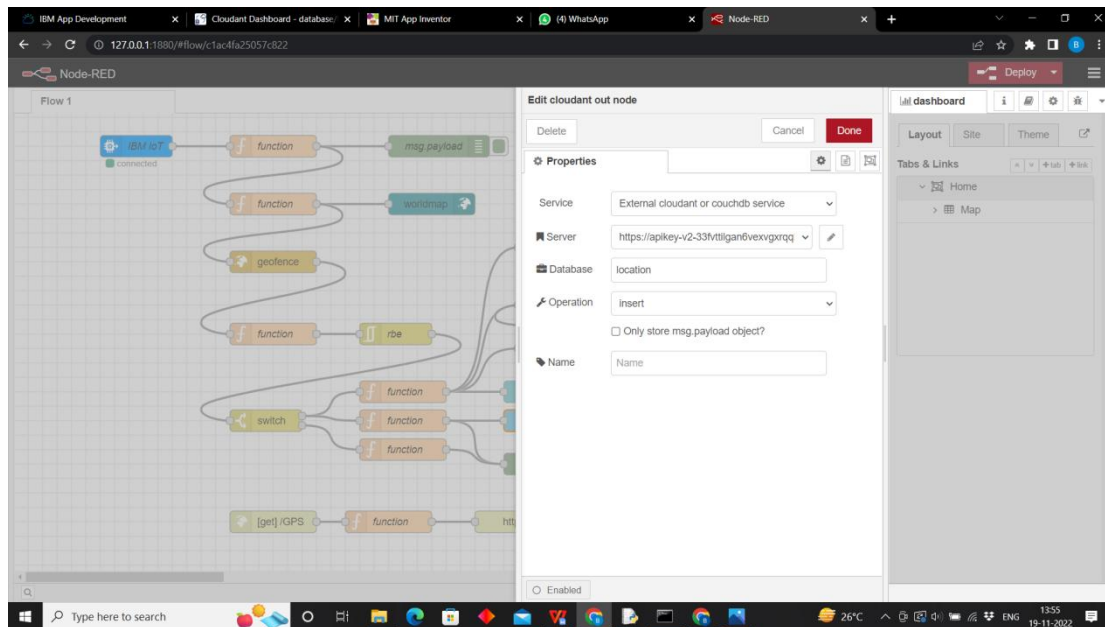 IBM App Development
Cloudant Dashboard - database/
MIT App Inventor
(4) WhatsApp
Node-RED
127.0.0.1:1880/#flow/c1ac4fa25057c822
B
Node-RED
Deploy
Flow 1
Edit cloudant out node
dashboard
i
Delete
Cancel
Done
Layout
Site
Theme
IBM IoT
function
msg.payload
connected
Properties
Tabs & Links
tab
link
Home
Map
function
worldmap
Service
External cloudant or couchdb service
Server
https://apikey-v2-33fvttilgan6vexvgxrqq
geofence
Database
location
Operation
insert
Only store msg.payload object?
function
rbe
Name
Name
function
switch
function
function
[get] /GPS
function
htt
Enabled
Type here to search
26°C
ENG
13:55
19-11-2022